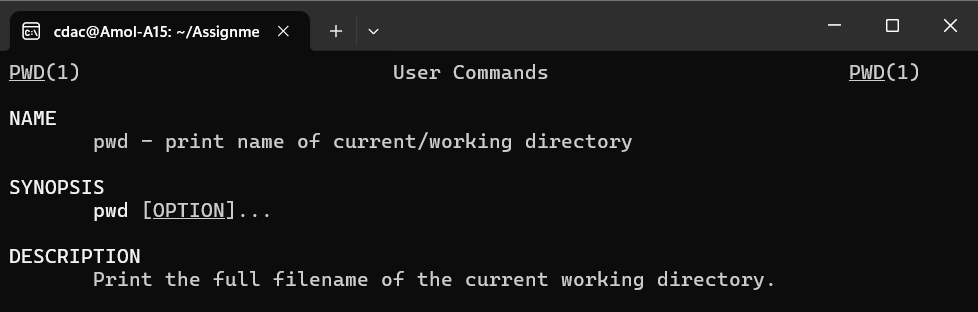 cdac@Amol-A15: ~/Assignme
PWD(1) User Commands PWD(1)
NAME
pwd - print name of current/working directory
SYNOPSIS
pwd [OPTION]...
DESCRIPTION
Print the full filename of the current working directory.